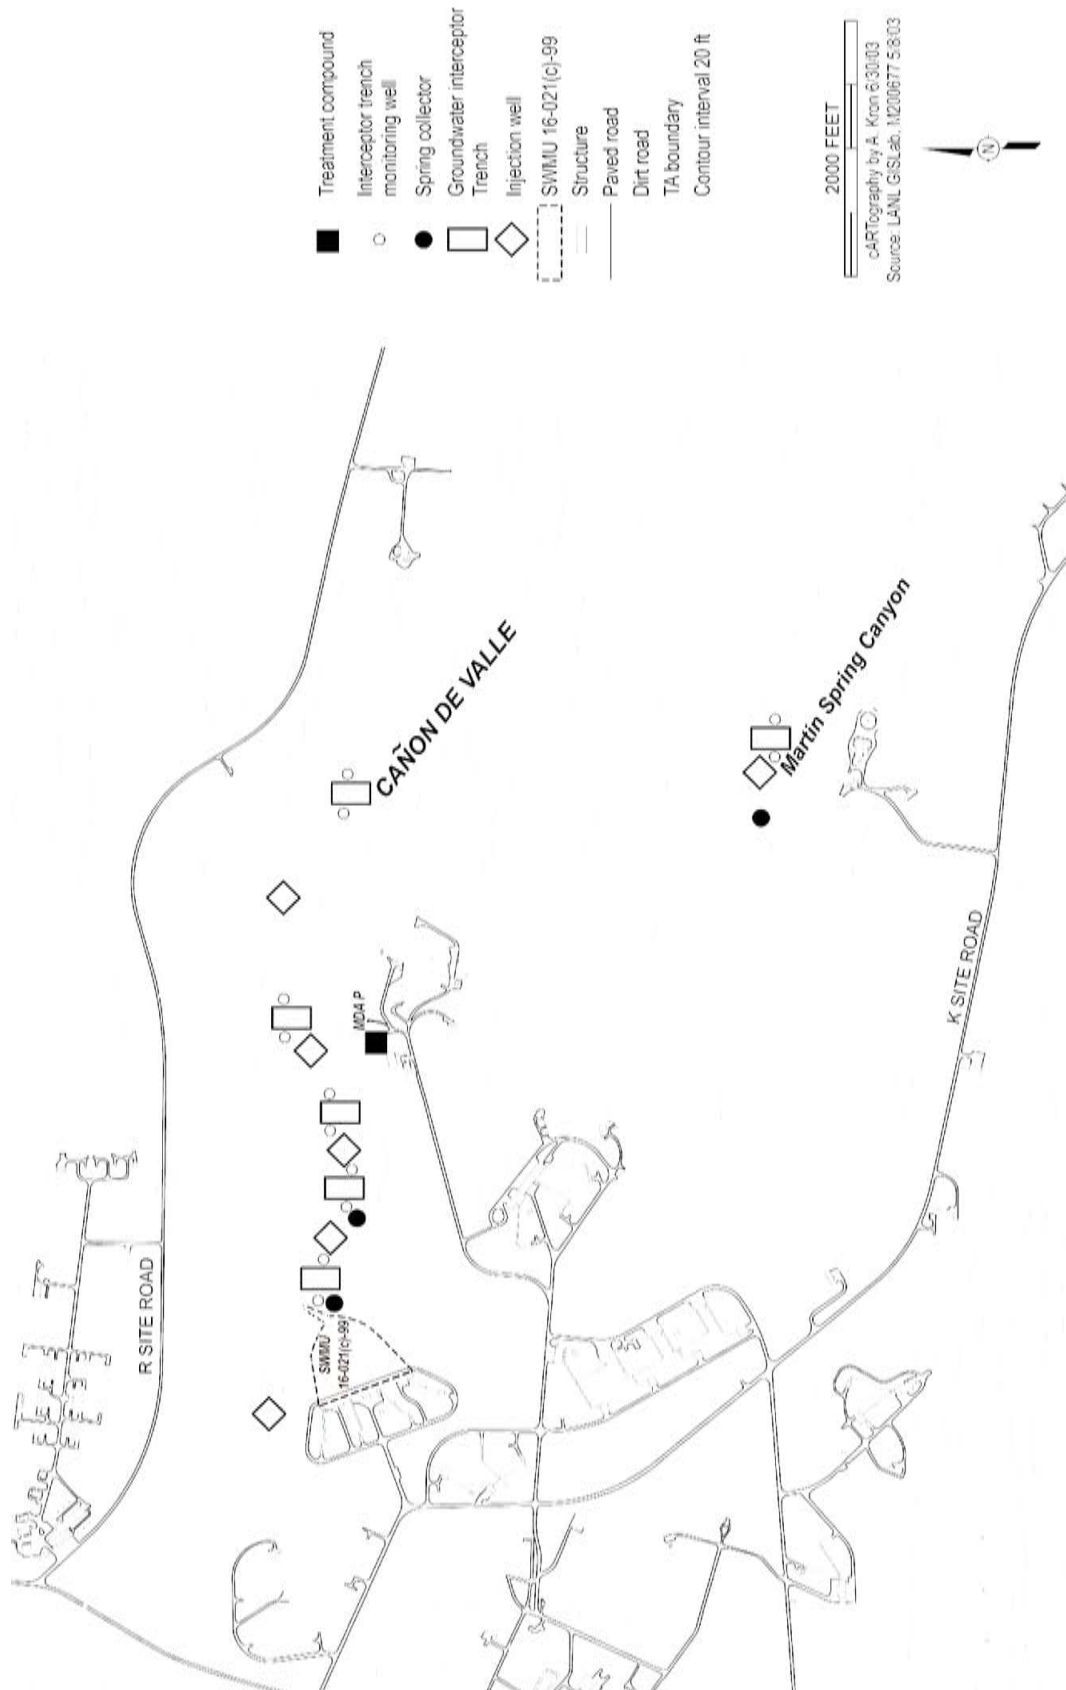 Treatment compound
Interceptor trench
monitoring well
Spring collector
Groundwater interceptor
Trench
Injection well
SWMU 16-021(c)-99
Structure
Paved road
Dirt road
TA boundary
Contour interval 20 ft
2000 FEET
cARTography by A. Kron 6/30/03
Source: LANL GISLab, M200677 5/8/03
N
CAÑON DE VALLE
Martin Spring Canyon
MDA P
K SITE ROAD
R SITE ROAD
SWMU
16-021(c)-99